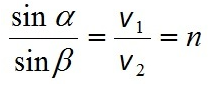 sin α / sin β = v₁ / v₂ = n